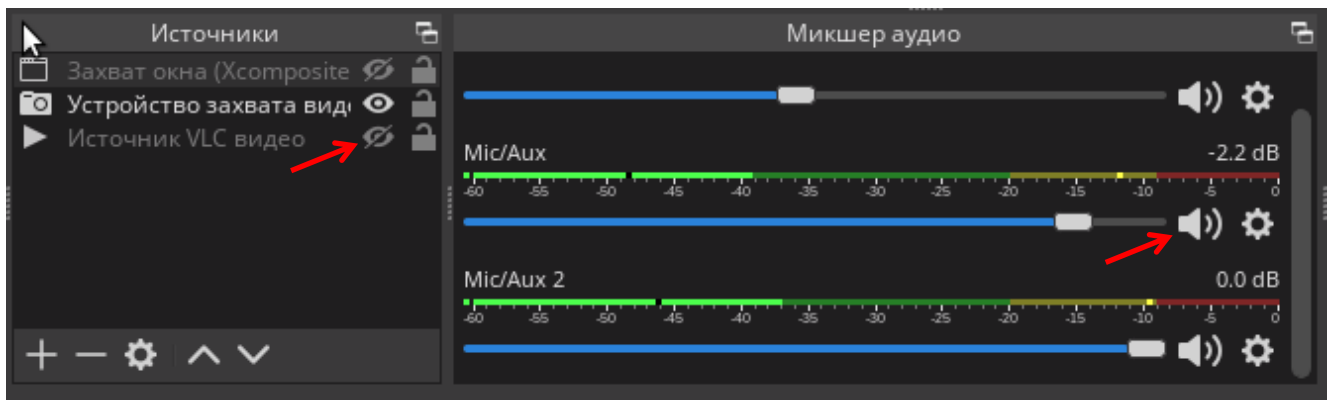 Источники
Захват окна (Xcomposite
Устройство захвата вид
Источник VLC видео
Микшер аудио
Mic/Aux
-2.2 dB
-60 -55 -50 -45 -40 -35 -30 -25 -20 -15 -10 -5 0
Mic/Aux 2
0.0 dB
-60 -55 -50 -45 -40 -35 -30 -25 -20 -15 -10 -5 0